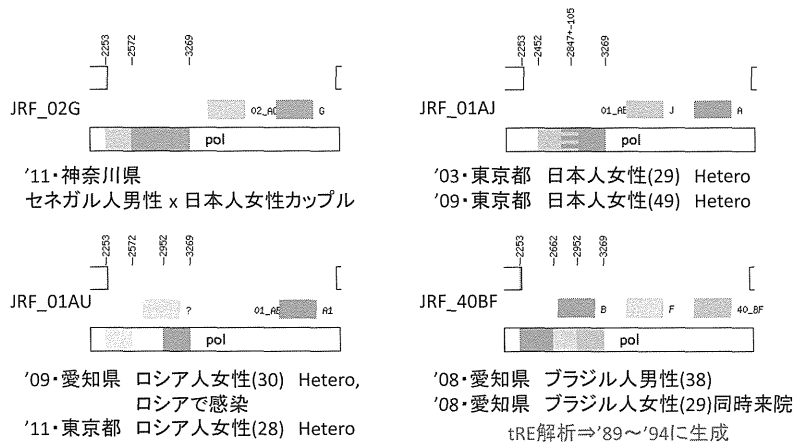 −2253
−2572
−3269
JRF_02G
02_AG
G
pol
'11・神奈川県
セネガル人男性 x 日本人女性カップル
−2253
−2452
−2847+-105
−3269
JRF_01AJ
01_AE
J
A
pol
'03・東京都 日本人女性(29) Hetero
'09・東京都 日本人女性(49) Hetero
−2253
−2572
−2952
−3269
JRF_01AU
?
01_AE
A1
pol
'09・愛知県 ロシア人女性(30) Hetero,
ロシアで感染
'11・東京都 ロシア人女性(28) Hetero
−2253
−2662
−2952
−3269
JRF_40BF
B
F
40_BF
pol
'08・愛知県 ブラジル人男性(38)
'08・愛知県 ブラジル人女性(29)同時来院
tRE解析⇒'89〜'94に生成